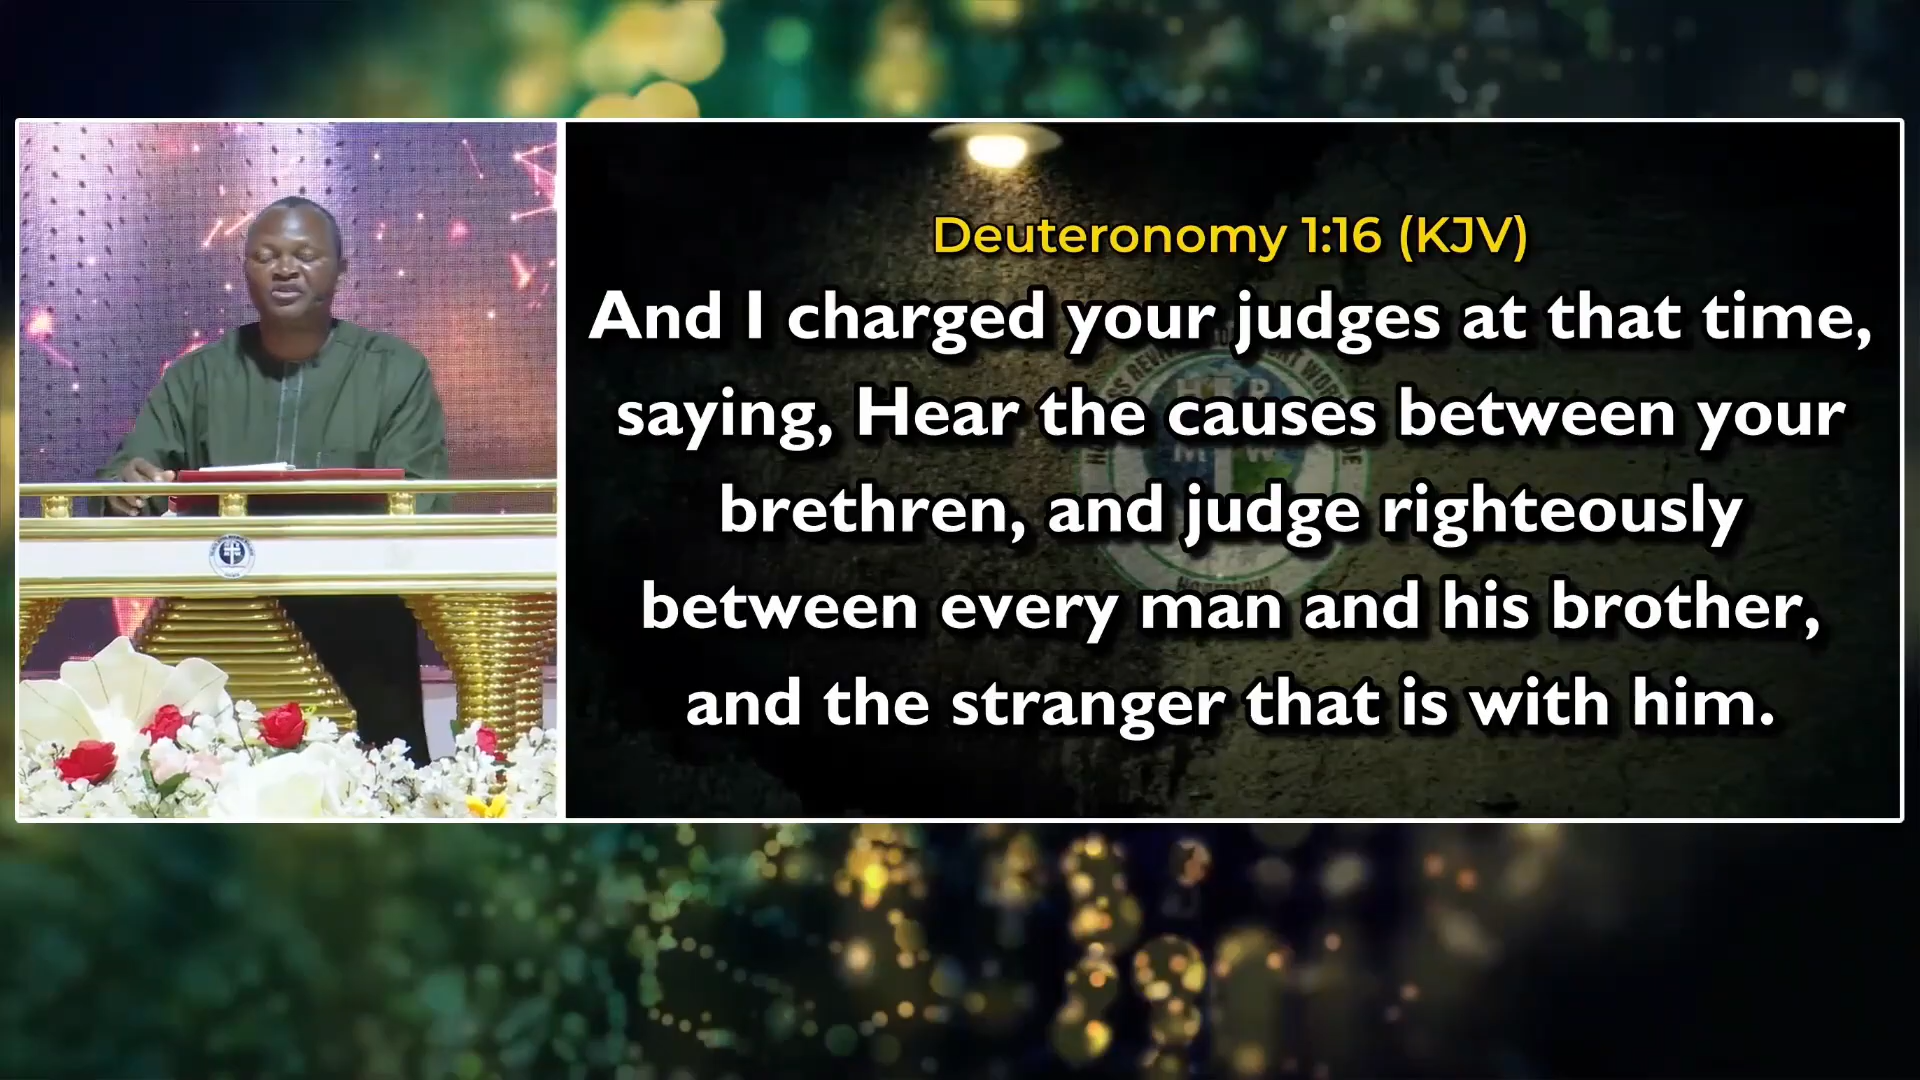 Deuteronomy 1:16 (KJV)
And I charged your judges at that time,
saying, Hear the causes between your
brethren, and judge righteously
between every man and his brother,
and the stranger that is with him.